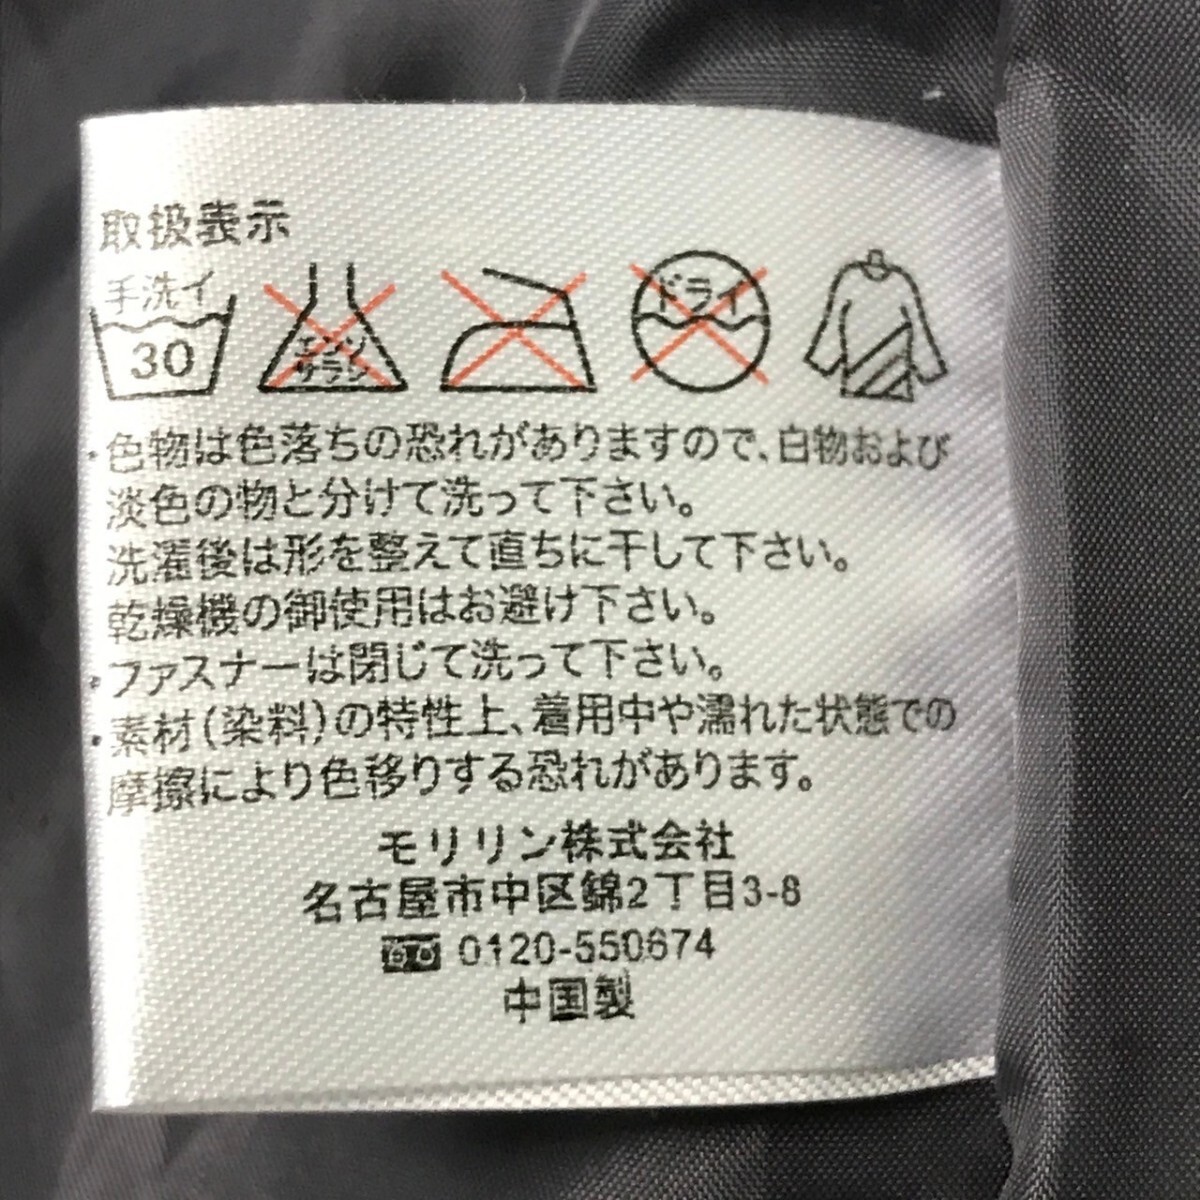 取扱表示
手洗イ
30
エンソ
サラシ
ドライ
・色物は色落ちの恐れがありますので、白物および
淡色の物と分けて洗って下さい。
洗濯後は形を整えて直ちに干して下さい。
乾燥機の御使用はお避け下さい。
・ファスナーは閉じて洗って下さい。
・素材(染料)の特性上、着用中や濡れた状態での
摩擦により色移りする恐れがあります。
モリリン株式会社
名古屋市中区錦2丁目3-8
0120-550674
中国製